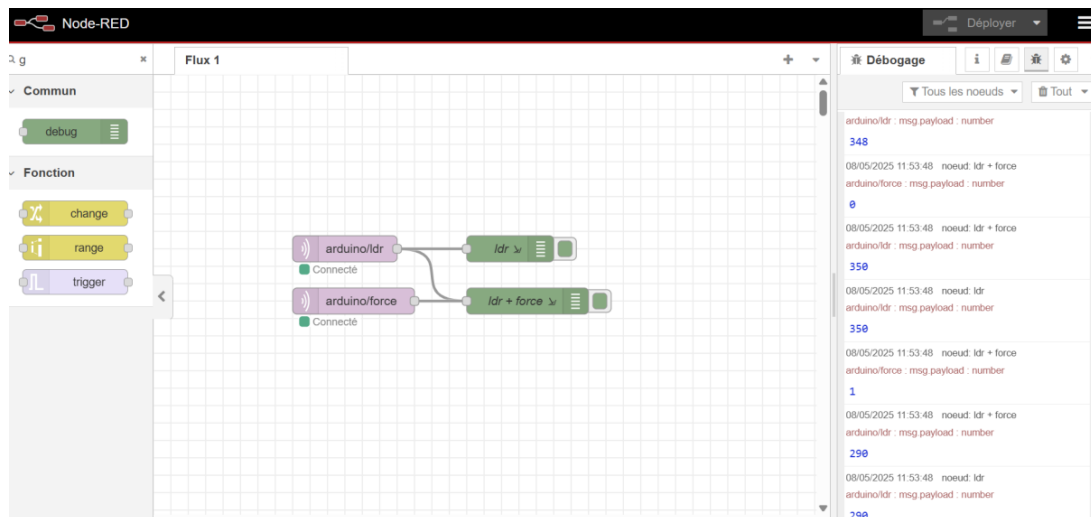 Node-RED
Déployer
g
Flux 1
Débogage
Commun
debug
Fonction
change
range
trigger
arduino/ldr
Connecté
arduino/force
Connecté
ldr
ldr + force
Tous les noeuds
Tout
arduino/ldr : msg.payload : number
348
08/05/2025 11:53:48 noeud: ldr + force
arduino/force : msg.payload : number
0
08/05/2025 11:53:48 noeud: ldr + force
arduino/ldr : msg.payload : number
350
08/05/2025 11:53:48 noeud: ldr
arduino/ldr : msg.payload : number
350
08/05/2025 11:53:48 noeud: ldr + force
arduino/force : msg.payload : number
1
08/05/2025 11:53:48 noeud: ldr + force
arduino/ldr : msg.payload : number
290
08/05/2025 11:53:48 noeud: ldr
arduino/ldr : msg.payload : number
290